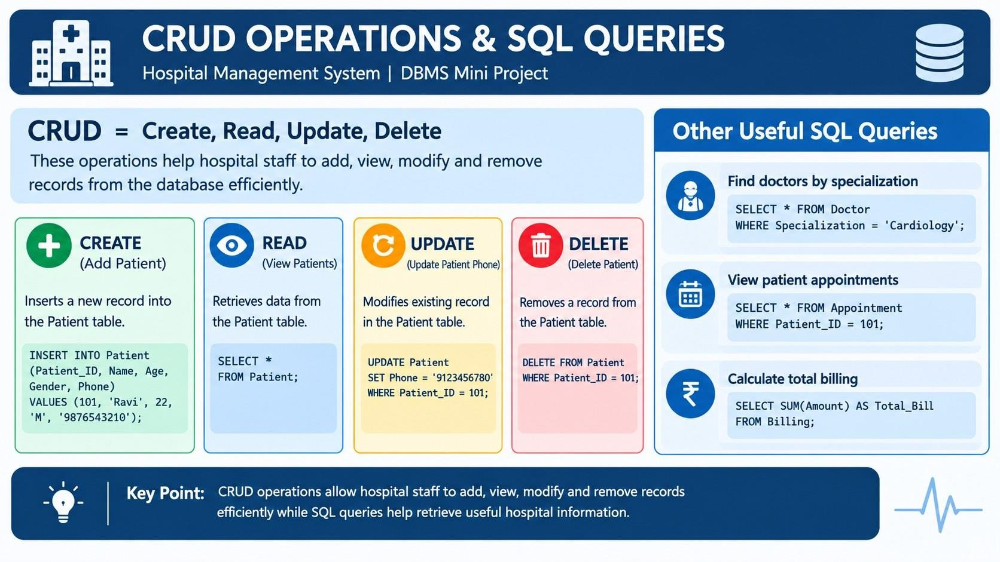 CRUD OPERATIONS & SQL QUERIES
Hospital Management System | DBMS Mini Project
CRUD = Create, Read, Update, Delete
These operations help hospital staff to add, view, modify and remove
records from the database efficiently.
CREATE
(Add Patient)
Inserts a new record into
the Patient table.
INSERT INTO Patient
(Patient_ID, Name, Age,
Gender, Phone)
VALUES (101, 'Ravi', 22,
'M', '9876543210');
READ
(View Patients)
Retrieves data from
the Patient table.
SELECT *
FROM Patient;
UPDATE
(Update Patient Phone)
Modifies existing record
in the Patient table.
UPDATE Patient
SET Phone = '9123456780'
WHERE Patient_ID = 101;
DELETE
(Delete Patient)
Removes a record from
the Patient table.
DELETE FROM Patient
WHERE Patient_ID = 101;
Other Useful SQL Queries
Find doctors by specialization
SELECT * FROM Doctor
WHERE Specialization = 'Cardiology';
View patient appointments
SELECT * FROM Appointment
WHERE Patient_ID = 101;
₹
Calculate total billing
SELECT SUM(Amount) AS Total_Bill
FROM Billing;
Key Point: CRUD operations allow hospital staff to add, view, modify and remove records
efficiently while SQL queries help retrieve useful hospital information.